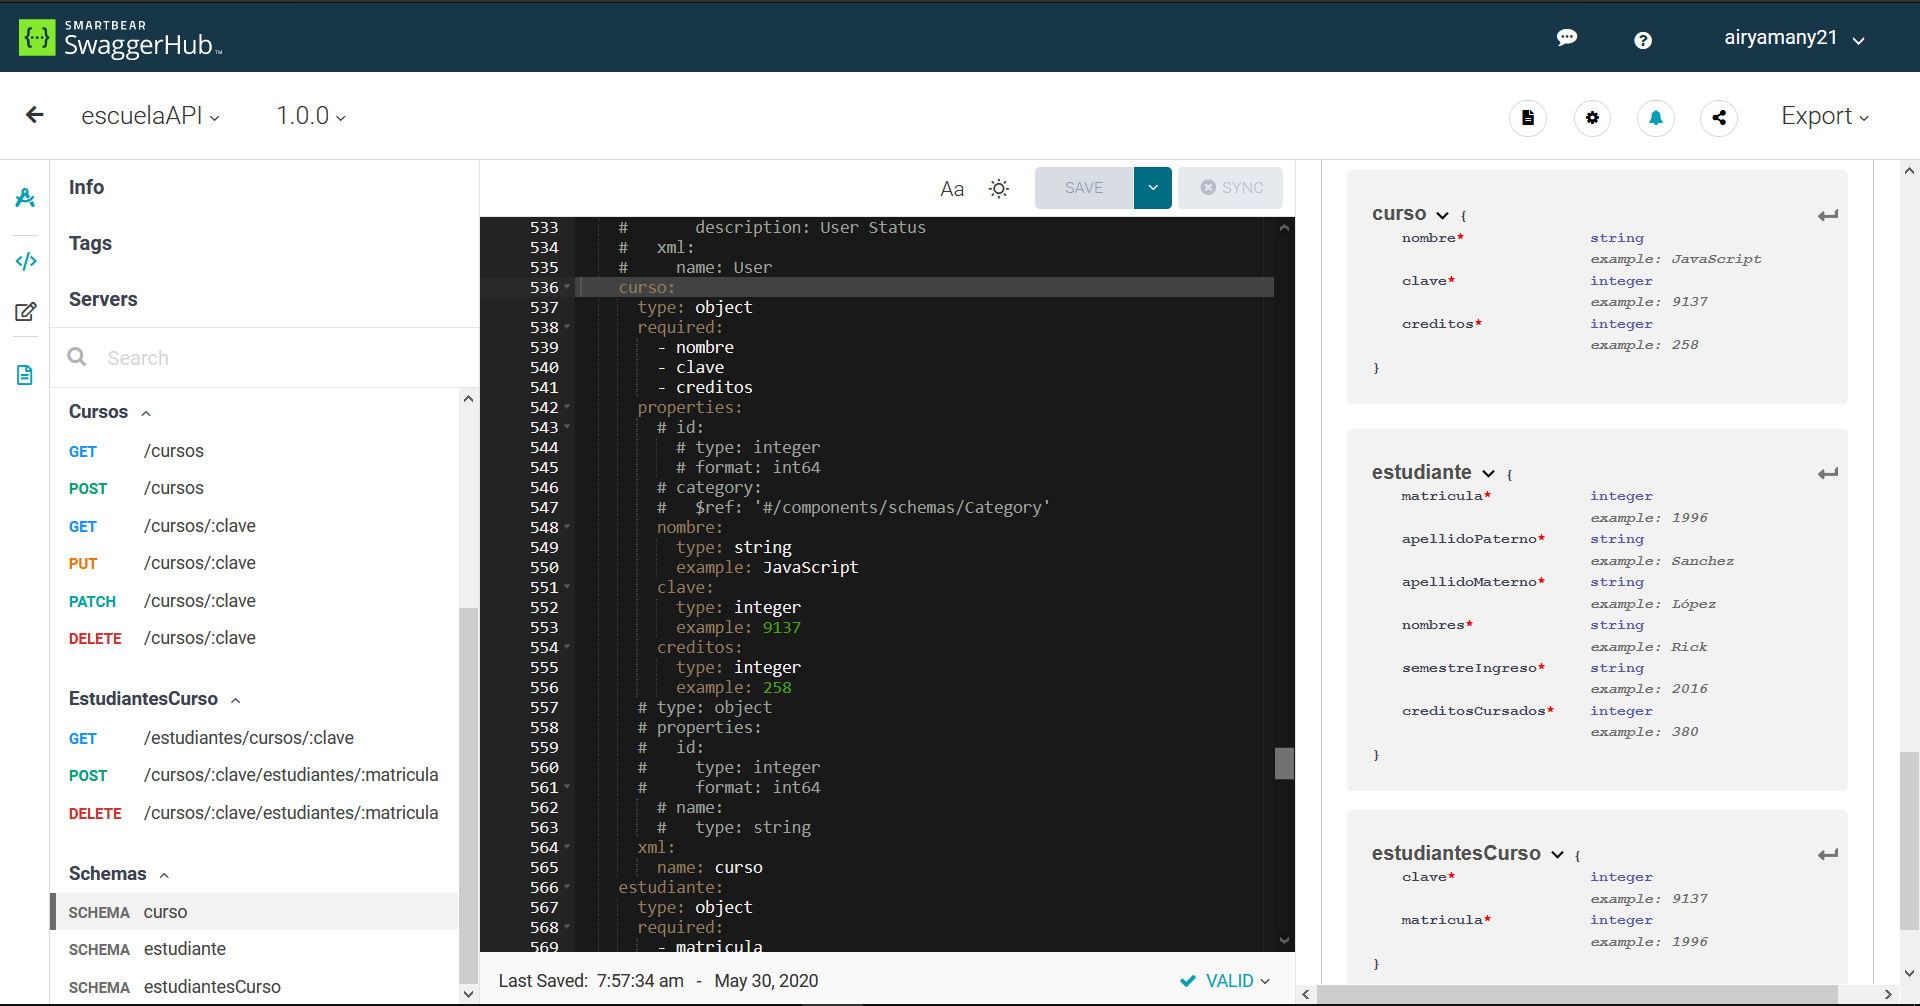 SMARTBEAR
SwaggerHub™
airyamany21
escuelaAPI
1.0.0
Export
Info
Tags
Servers
Search
Cursos
GET /cursos
POST /cursos
GET /cursos/:clave
PUT /cursos/:clave
PATCH /cursos/:clave
DELETE /cursos/:clave
EstudiantesCurso
GET /estudiantes/cursos/:clave
POST /cursos/:clave/estudiantes/:matricula
DELETE /cursos/:clave/estudiantes/:matricula
Schemas
SCHEMA curso
SCHEMA estudiante
SCHEMA estudiantesCurso
Aa
SAVE
SYNC
533 # description: User Status
534 # xml:
535 # name: User
536 curso:
537 type: object
538 required:
539 - nombre
540 - clave
541 - creditos
542 properties:
543 # id:
544 # type: integer
545 # format: int64
546 # category:
547 # $ref: '#/components/schemas/Category'
548 nombre:
549 type: string
550 example: JavaScript
551 clave:
552 type: integer
553 example: 9137
554 creditos:
555 type: integer
556 example: 258
557 # type: object
558 # properties:
559 # id:
560 # type: integer
561 # format: int64
562 # name:
563 # type: string
564 xml:
565 name: curso
566 estudiante:
567 type: object
568 required:
569 - matricula
Last Saved: 7:57:34 am - May 30, 2020
VALID
curso {
nombre* string
example: JavaScript
clave* integer
example: 9137
creditos* integer
example: 258
}
estudiante {
matricula* integer
example: 1996
apellidoPaterno* string
example: Sanchez
apellidoMaterno* string
example: López
nombres* string
example: Rick
semestreIngreso* string
example: 2016
creditosCursados* integer
example: 380
}
estudiantesCurso {
clave* integer
example: 9137
matricula* integer
example: 1996
}